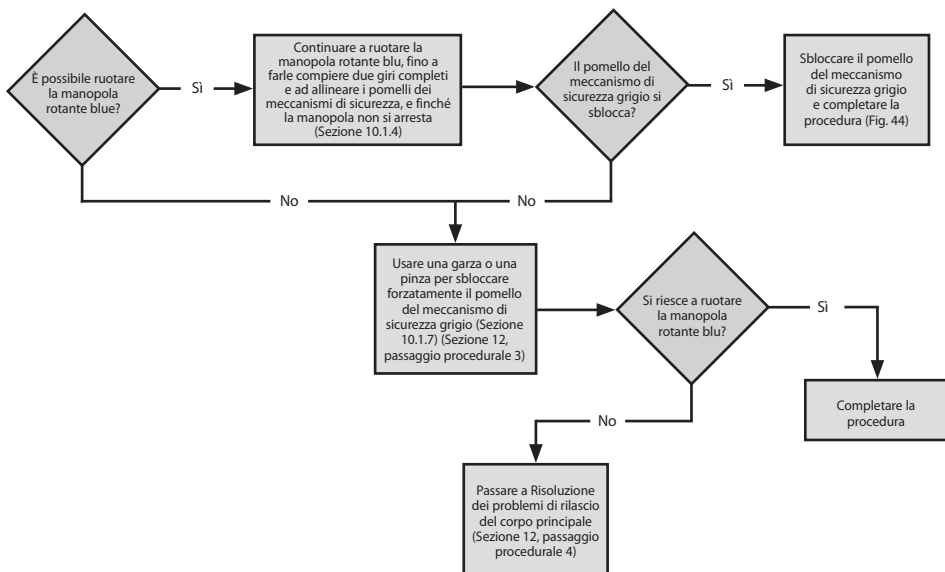 È possibile ruotare
la manopola
rotante blue?
Sì
Continuare a ruotare la
manopola rotante blu, fino a
farle compiere due giri completi
e ad allineare i pomelli dei
meccanismi di sicurezza, e finché
la manopola non si arresta
(Sezione 10.1.4)
Il pomello del
meccanismo di
sicurezza grigio si
sblocca?
Sì
Sbloccare il pomello
del meccanismo
di sicurezza grigio
e completare la
procedura (Fig. 44)
No
No
Usare una garza o una
pinza per sbloccare
forzatamente il pomello
del meccanismo di
sicurezza grigio (Sezione
10.1.7) (Sezione 12,
passaggio procedurale 3)
Si riesce a ruotare
la manopola
rotante blu?
Sì
Completare la
procedura
No
Passare a Risoluzione
dei problemi di rilascio
del corpo principale
(Sezione 12, passaggio
procedurale 4)